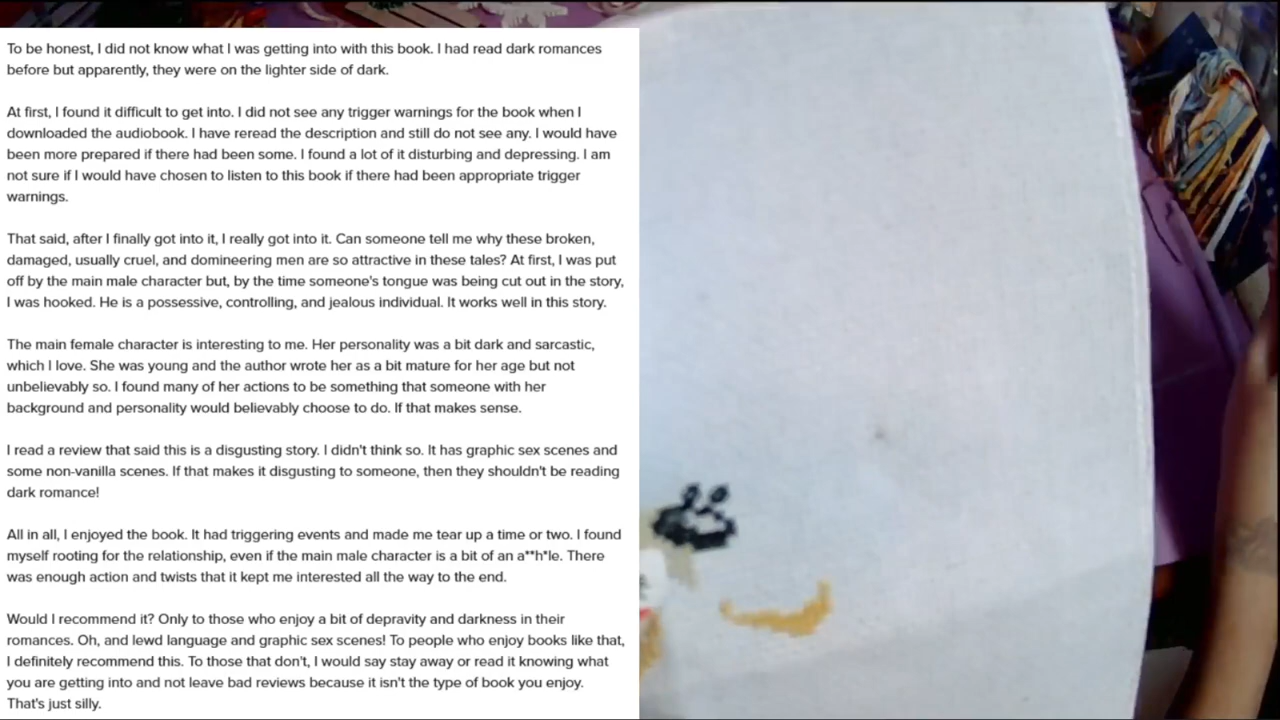 To be honest, I did not know what I was getting into with this book. I had read dark romances
before but apparently, they were on the lighter side of dark.
At first, I found it difficult to get into. I did not see any trigger warnings for the book when I
downloaded the audiobook. I have reread the description and still do not see any. I would have
been more prepared if there had been some. I found a lot of it disturbing and depressing. I am
not sure if I would have chosen to listen to this book if there had been appropriate trigger
warnings.
That said, after I finally got into it, I really got into it. Can someone tell me why these broken,
damaged, usually cruel, and domineering men are so attractive in these tales? At first, I was put
off by the main male character but, by the time someone's tongue was being cut out in the story,
I was hooked. He is a possessive, controlling, and jealous individual. It works well in this story.
The main female character is interesting to me. Her personality was a bit dark and sarcastic,
which I love. She was young and the author wrote her as a bit mature for her age but not
unbelievably so. I found many of her actions to be something that someone with her
background and personality would believably choose to do. If that makes sense.
I read a review that said this is a disgusting story. I didn't think so. It has graphic sex scenes and
some non-vanilla scenes. If that makes it disgusting to someone, then they shouldn't be reading
dark romance!
All in all, I enjoyed the book. It had triggering events and made me tear up a time or two. I found
myself rooting for the relationship, even if the main male character is a bit of an a**h*le. There
was enough action and twists that it kept me interested all the way to the end.
Would I recommend it? Only to those who enjoy a bit of depravity and darkness in their
romances. Oh, and lewd language and graphic sex scenes! To people who enjoy books like that,
I definitely recommend this. To those that don't, I would say stay away or read it knowing what
you are getting into and not leave bad reviews because it isn't the type of book you enjoy.
That's just silly.